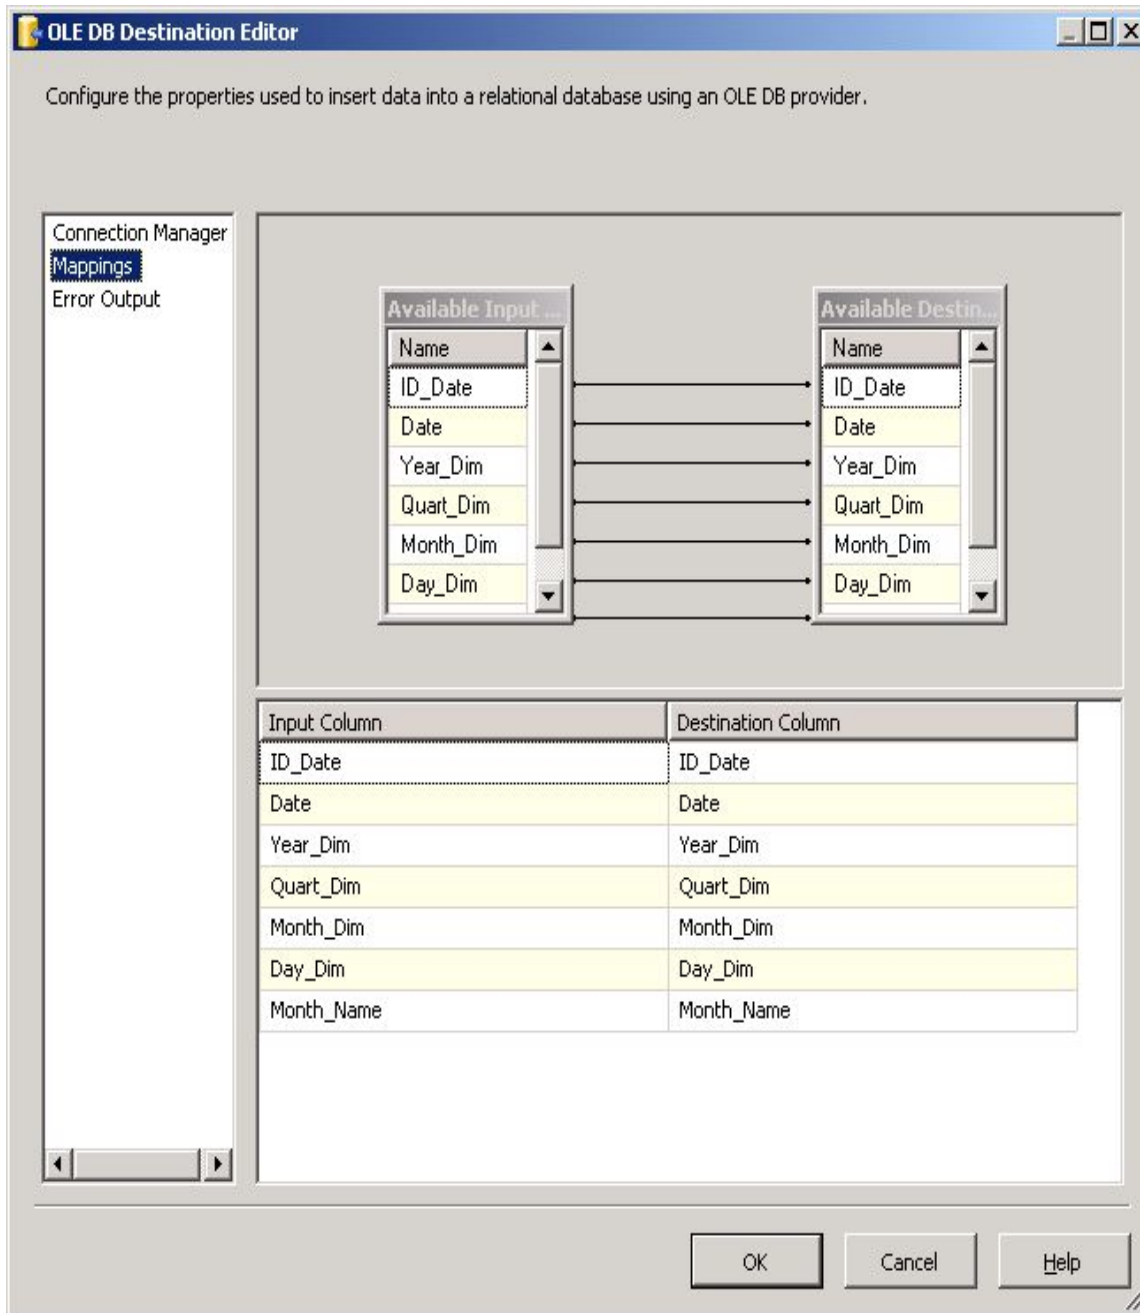 OLE DB Destination Editor
Configure the properties used to insert data into a relational database using an OLE DB provider.
Connection Manager
Mappings
Error Output
Available Input ...
Name
ID_Date
Date
Year_Dim
Quart_Dim
Month_Dim
Day_Dim
Available Destin...
Name
ID_Date
Date
Year_Dim
Quart_Dim
Month_Dim
Day_Dim
Input Column Destination Column
ID_Date ID_Date
Date Date
Year_Dim Year_Dim
Quart_Dim Quart_Dim
Month_Dim Month_Dim
Day_Dim Day_Dim
Month_Name Month_Name
OK Cancel Help